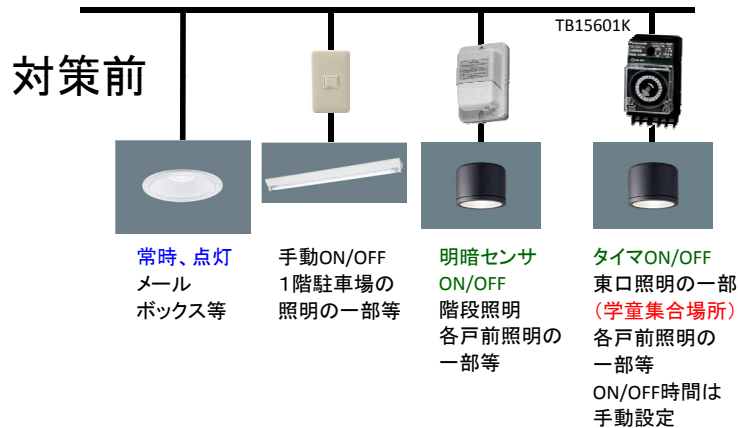 TB15601K
対策前
常時、点灯
メール
ボックス等
手動ON/OFF
１階駐車場の
照明の一部等
明暗センサ
ON/OFF
階段照明
各戸前照明の
一部等
タイマON/OFF
東口照明の一部
（学童集合場所）
各戸前照明の
一部等
ON/OFF時間は
手動設定